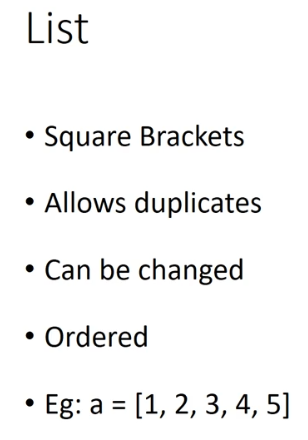 List
• Square Brackets
• Allows duplicates
• Can be changed
• Ordered
• Eg: a = [1, 2, 3, 4, 5]